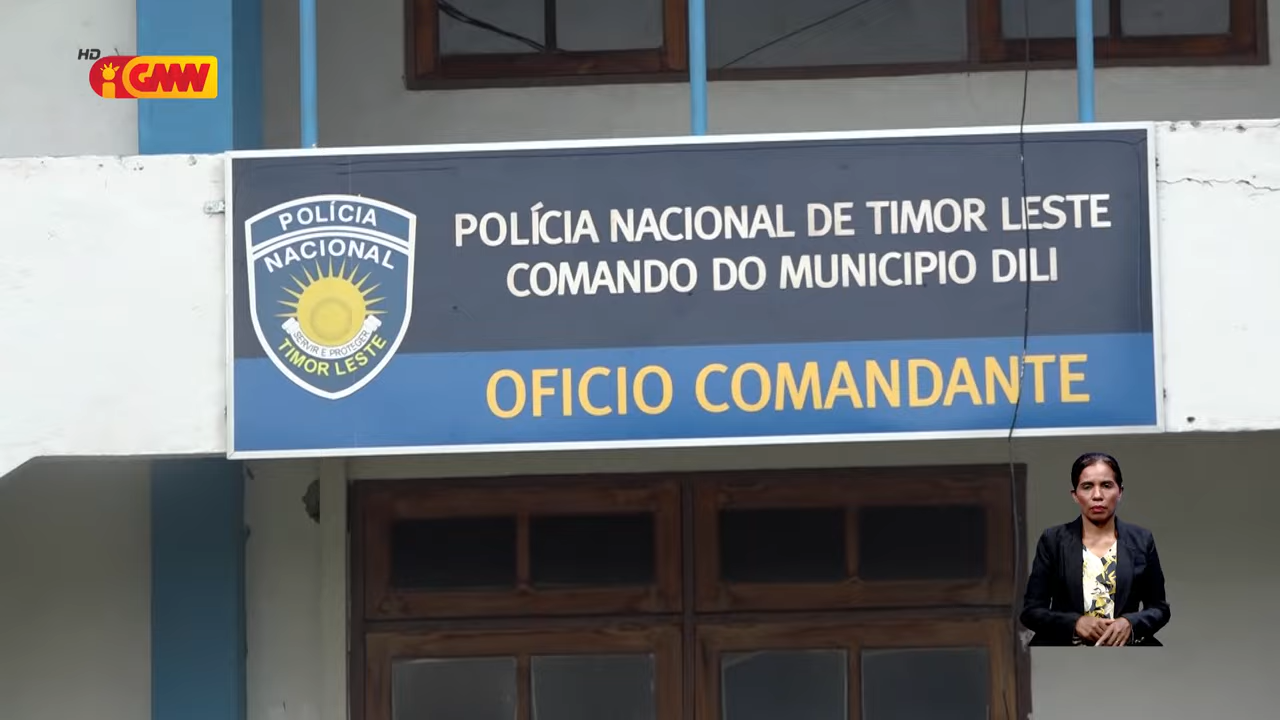 HD
GMN
POLÍCIA NACIONAL DE TIMOR LESTE
COMANDO DO MUNICIPIO DILI
OFICIO COMANDANTE
POLÍCIA
NACIONAL
SERVIR E PROTEGER
TIMOR LESTE